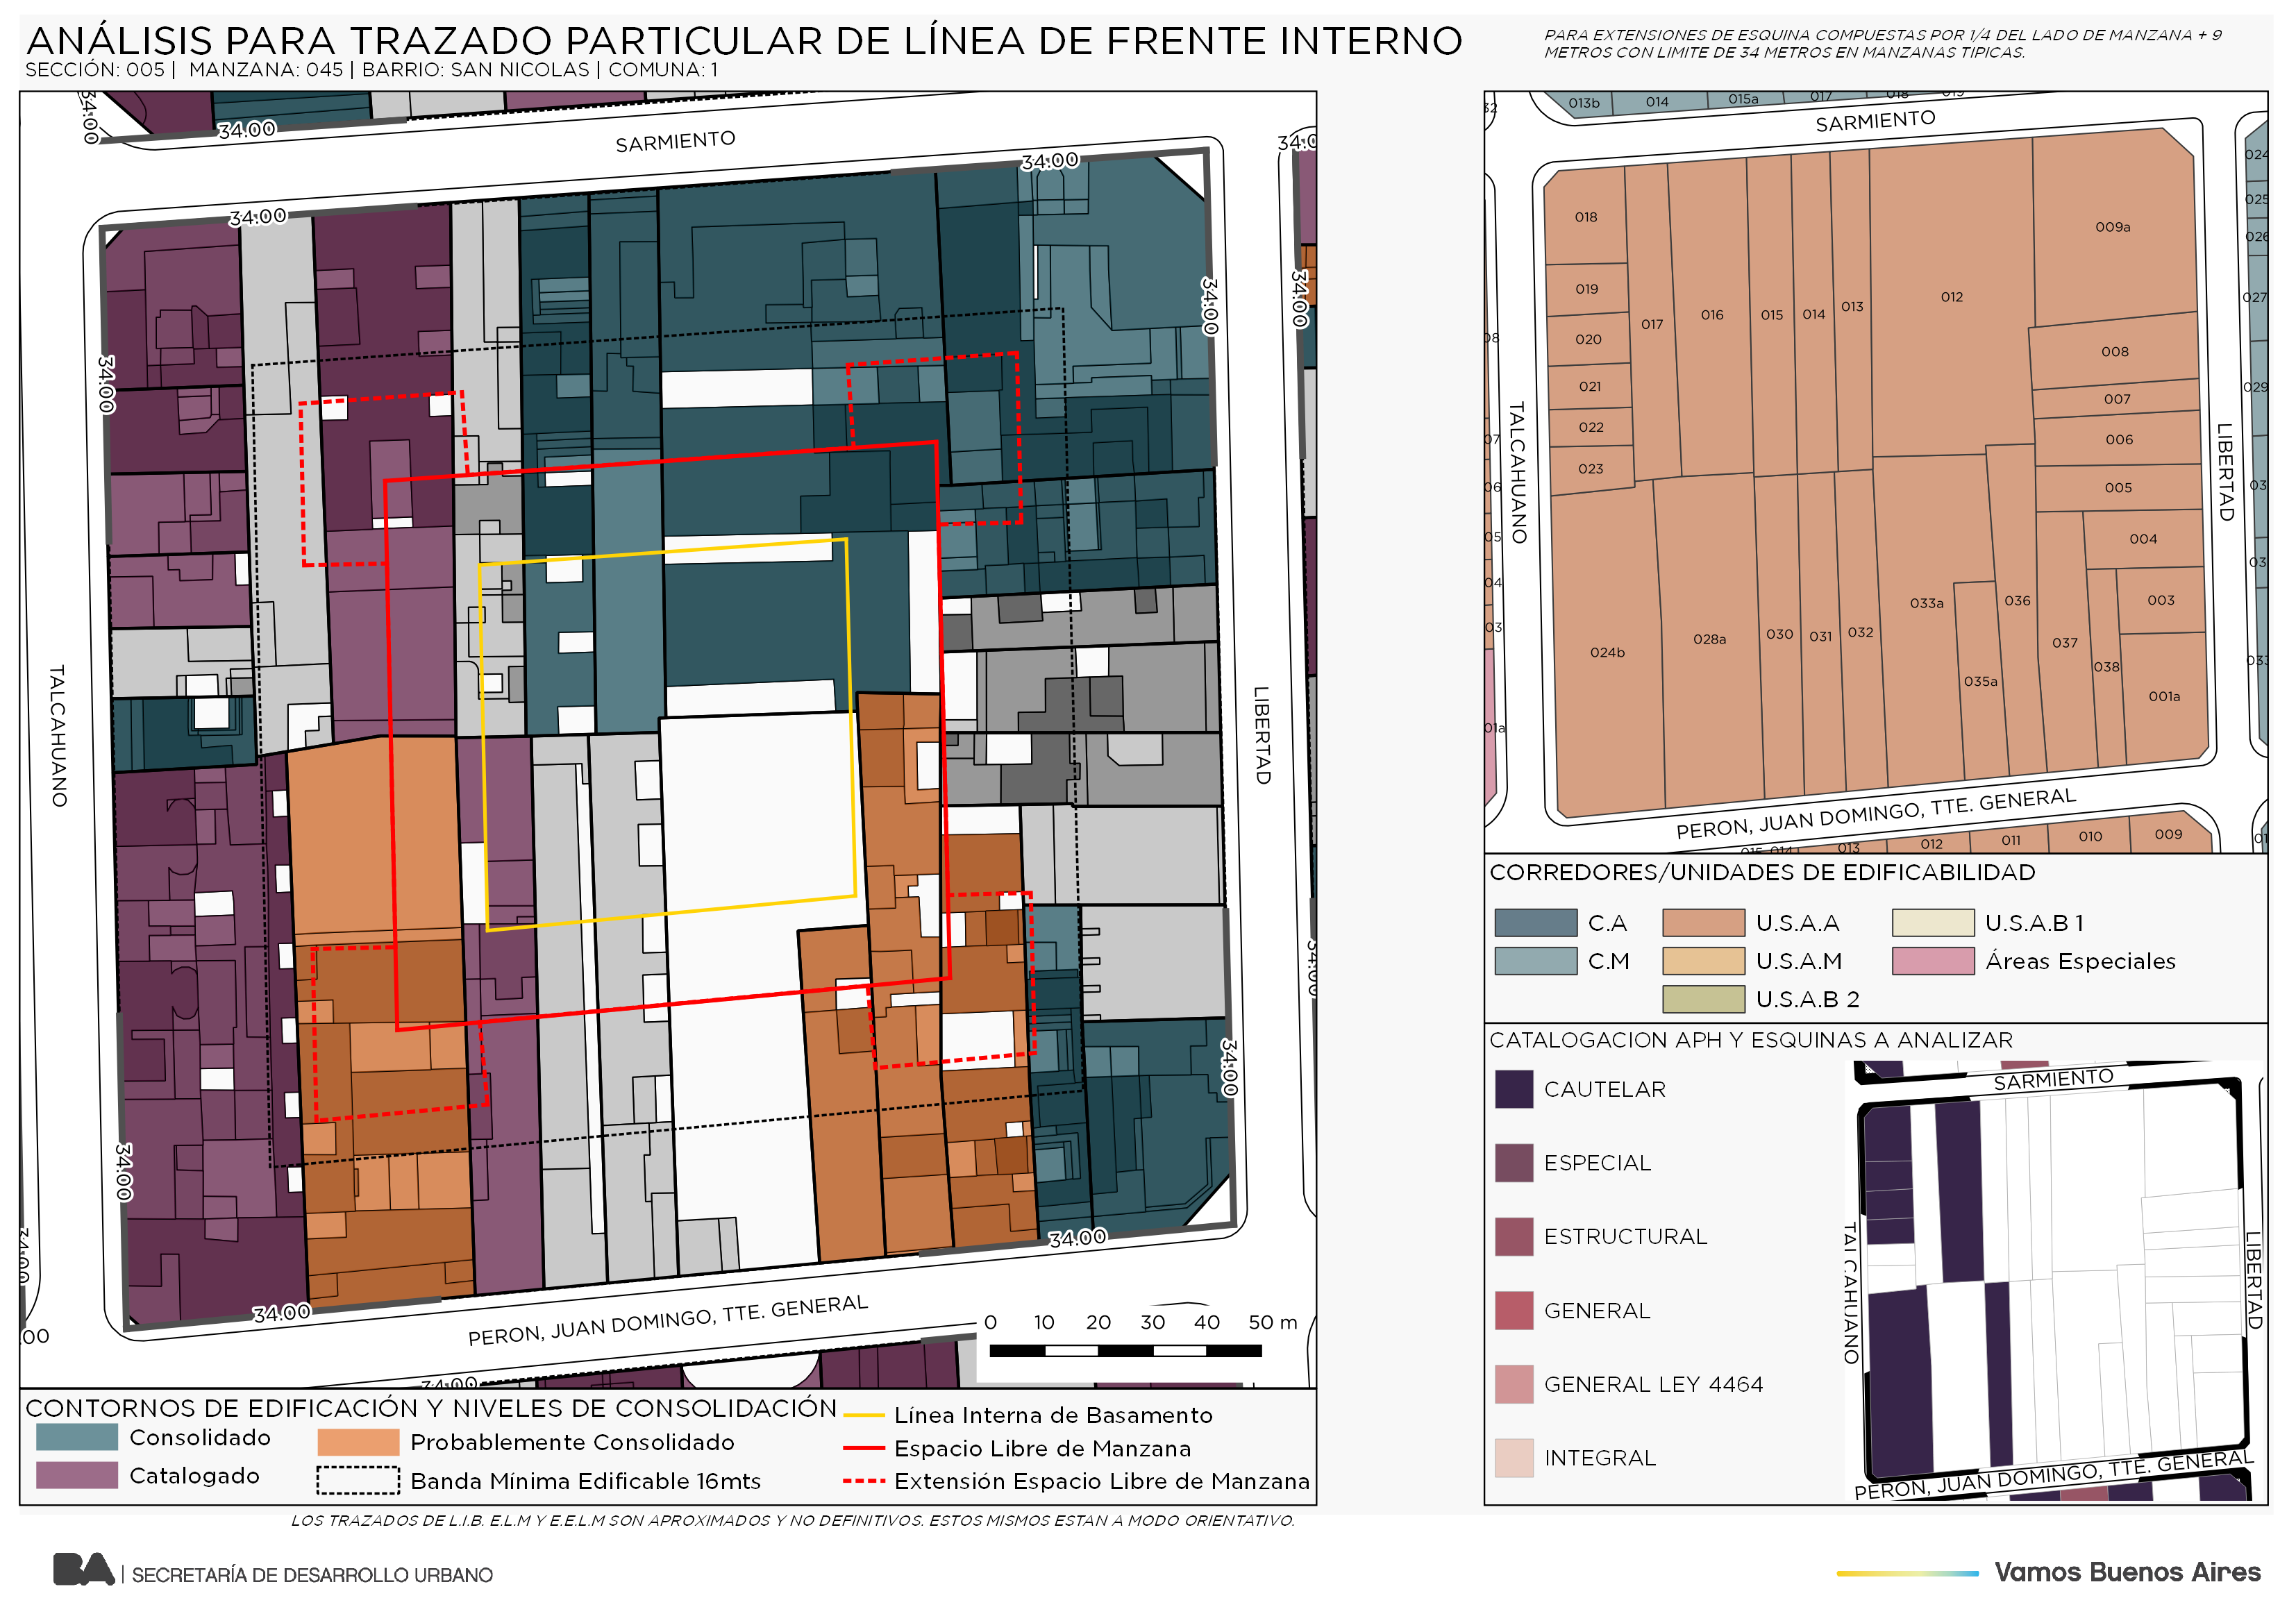 ANÁLISIS PARA TRAZADO PARTICULAR DE LÍNEA DE FRENTE INTERNO
SECCIÓN: 005 | MANZANA: 045 | BARRIO: SAN NICOLAS | COMUNA: 1
PARA EXTENSIONES DE ESQUINA COMPUESTAS POR 1/4 DEL LADO DE MANZANA + 9
METROS CON LIMITE DE 34 METROS EN MANZANAS TIPICAS.
34.00
34.00
SARMIENTO
34.00
34.00
34.00
34.00
34.00
TALCAHUANO
LIBERTAD
34.00
34.00
34.00
34.00
34.00
PERON, JUAN DOMINGO, TTE. GENERAL
0 10 20 30 40 50 m
CONTORNOS DE EDIFICACIÓN Y NIVELES DE CONSOLIDACIÓN
Consolidado
Catalogado
Probablemente Consolidado
Banda Mínima Edificable 16mts
Línea Interna de Basamento
Espacio Libre de Manzana
Extensión Espacio Libre de Manzana
LOS TRAZADOS DE L.I.B. E.L.M Y E.E.L.M SON APROXIMADOS Y NO DEFINITIVOS. ESTOS MISMOS ESTAN A MODO ORIENTATIVO.
013b 014 015a 017
SARMIENTO
018
009a
019
012
017 016 015 014 013
020
008
021
007
022
006
023
005
TALCAHUANO
LIBERTAD
004
003
033a 036
024b 028a 030 031 032
037
038
035a
001a
PERON, JUAN DOMINGO, TTE. GENERAL
013 012 011 010 009
CORREDORES/UNIDADES DE EDIFICABILIDAD
C.A
U.S.A.A
U.S.A.B 1
C.M
U.S.A.M
Áreas Especiales
U.S.A.B 2
CATALOGACION APH Y ESQUINAS A ANALIZAR
CAUTELAR
ESPECIAL
ESTRUCTURAL
GENERAL
GENERAL LEY 4464
INTEGRAL
SARMIENTO
TALCAHUANO
LIBERTAD
PERON, JUAN DOMINGO, TTE. GENERAL
BA | SECRETARÍA DE DESARROLLO URBANO
Vamos Buenos Aires